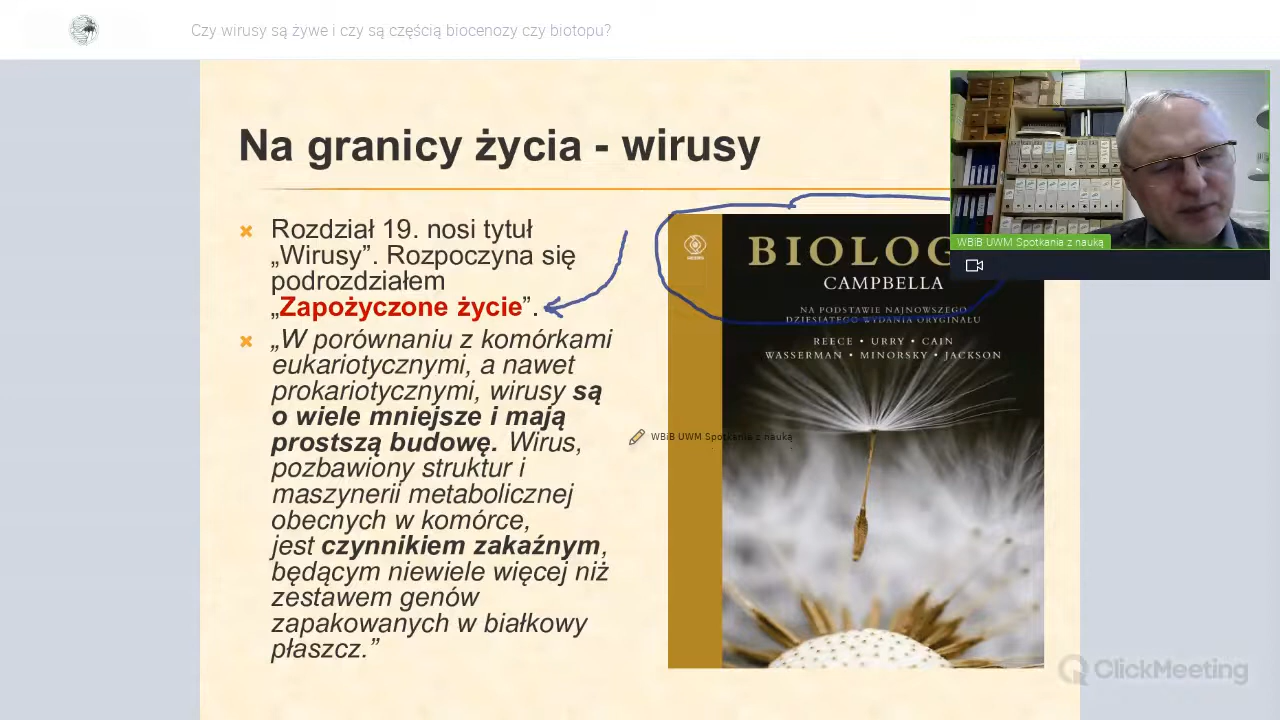 Czy wirusy są żywe i czy są częścią biocenozy czy biotopu?
Na granicy życia - wirusy
Rozdział 19. nosi tytuł
„Wirusy”. Rozpoczyna się
podrozdziałem
„Zapożyczone życie”.
„W porównaniu z komórkami
eukariotycznymi, a nawet
prokariotycznymi, wirusy są
o wiele mniejsze i mają
prostszą budowę. Wirus,
pozbawiony struktur i
maszynerii metabolicznej
obecnych w komórce,
jest czynnikiem zakaźnym,
będącym niewiele więcej niż
zestawem genów
zapakowanych w białkowy
płaszcz.”
BIOLOG
CAMPBELLA
NA PODSTAWIE NAJNOWSZEGO
DZIESIĄTEGO WYDANIA ORYGINAŁU
REECE • URRY • CAIN
WASSERMAN • MINORSKY • JACKSON
WBiB UWM Spotkania z nauką
WBiB UWM Spotkania z nauką
ClickMeeting